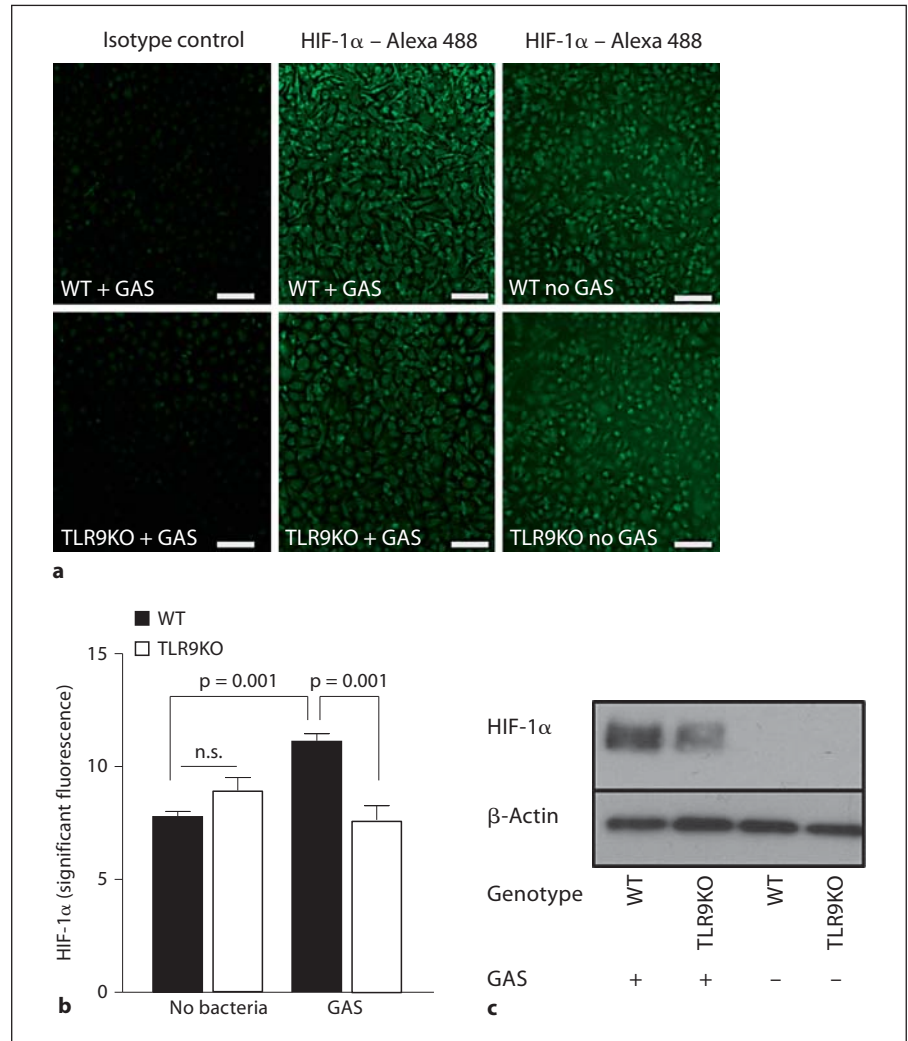 Isotype control HIF-1α – Alexa 488 HIF-1α – Alexa 488
WT + GAS WT + GAS WT no GAS
TLR9KO + GAS TLR9KO + GAS TLR9KO no GAS
a
WT
TLR9KO
HIF-1α (significant fluorescence)
15
10
5
0
p = 0.001 p = 0.001
n.s.
No bacteria GAS
b
HIF-1α
β-Actin
Genotype WT TLR9KO WT TLR9KO
GAS + + – –
c